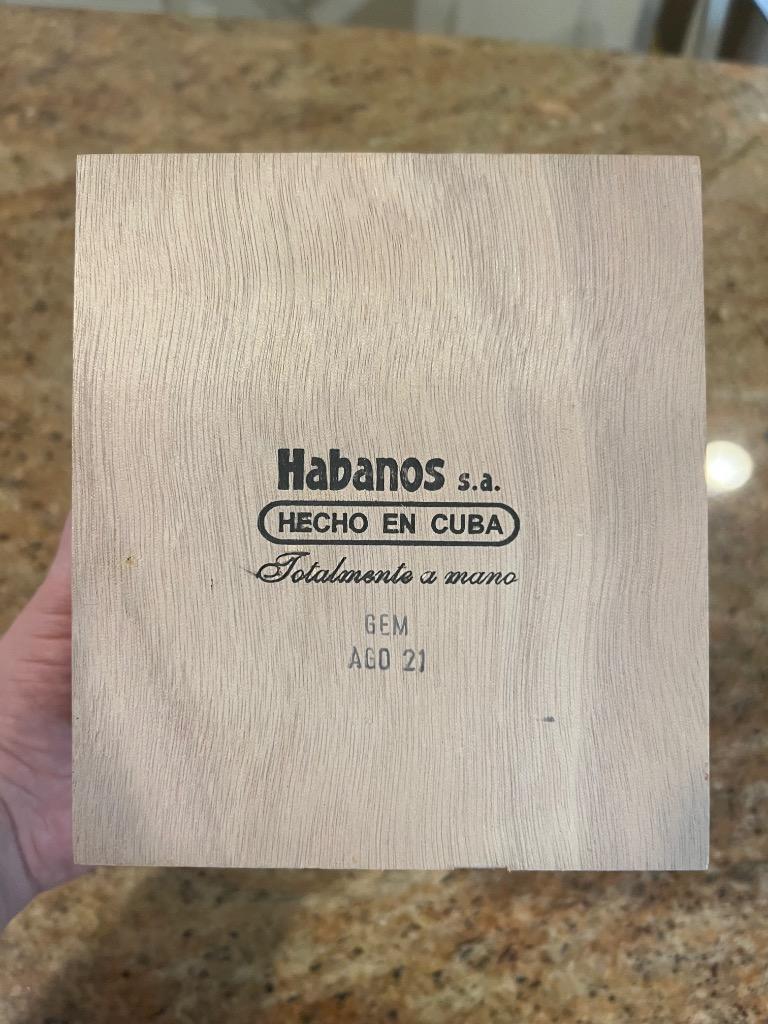 Habanos s.a.
HECHO EN CUBA
Totalmente a mano
GEM
AGO 21